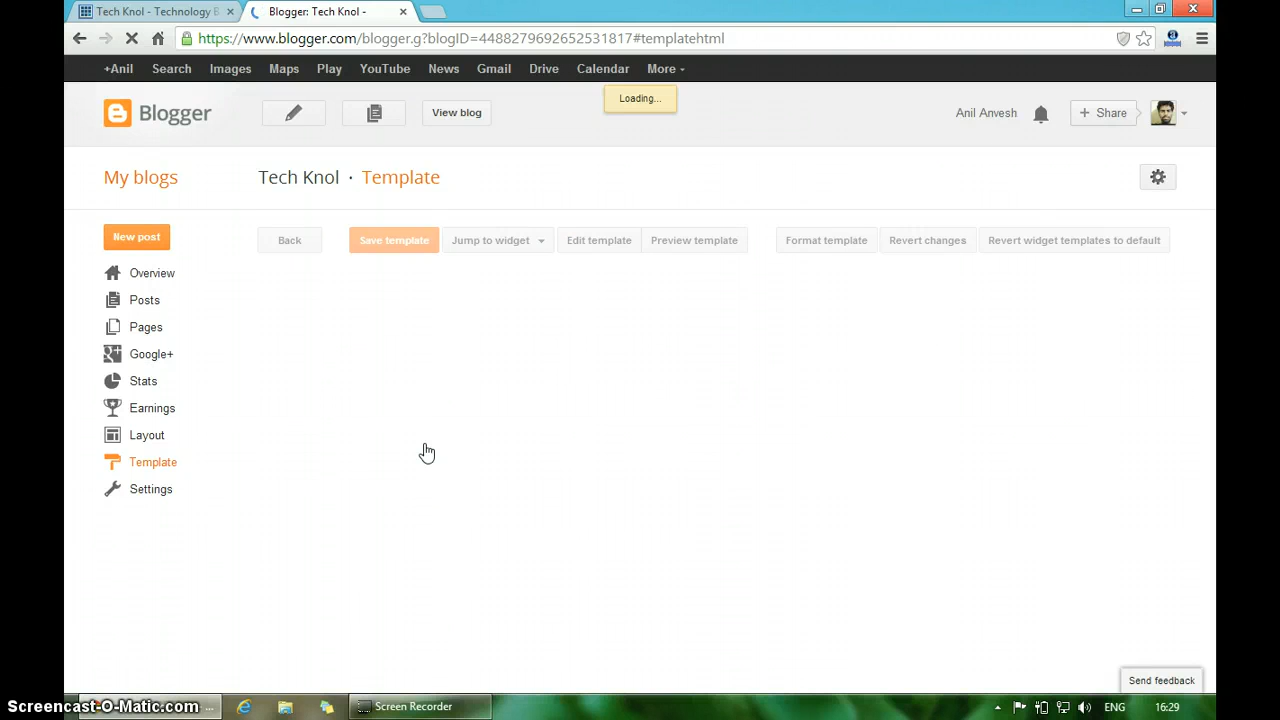 Tech Knol - Technology B
Blogger: Tech Knol -
https://www.blogger.com/blogger.g?blogID=4488279692652531817#templatehtml
+Anil Search Images Maps Play YouTube News Gmail Drive Calendar More
Loading...
Blogger
View blog
Anil Anvesh
+ Share
My blogs
Tech Knol · Template
New post
Back
Save template
Jump to widget
Edit template
Preview template
Format template
Revert changes
Revert widget templates to default
Overview
Posts
Pages
Google+
Stats
Earnings
Layout
Template
Settings
Send feedback
Screencast-O-Matic.com
...
Screen Recorder
ENG
16:29